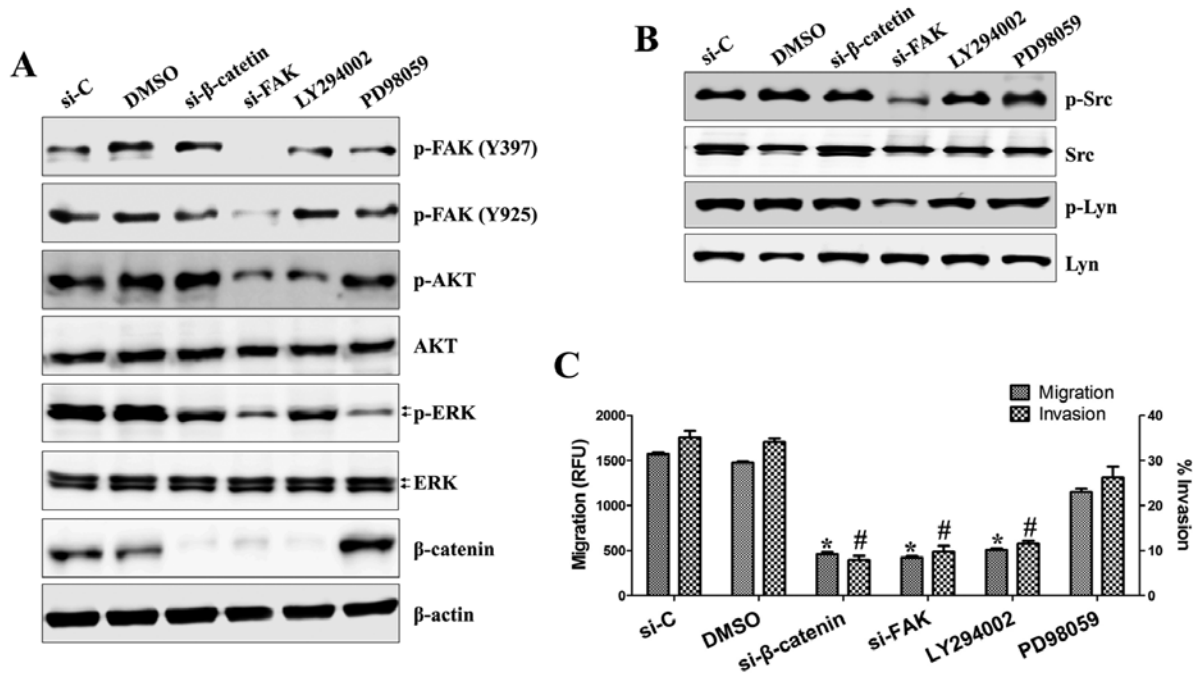 A
si-C DMSO si-β-catetin si-FAK LY294002 PD98059
p-FAK (Y397)
p-FAK (Y925)
p-AKT
AKT
p-ERK
ERK
β-catenin
β-actin
B
si-C DMSO si-β-catetin si-FAK LY294002 PD98059
p-Src
Src
p-Lyn
Lyn
C
Migration
Invasion
Migration (RFU)
2000
1500
1000
500
0
* # * # * #
40
30
20
10
0
% Invasion
si-C DMSO si-β-catenin si-FAK LY294002 PD98059